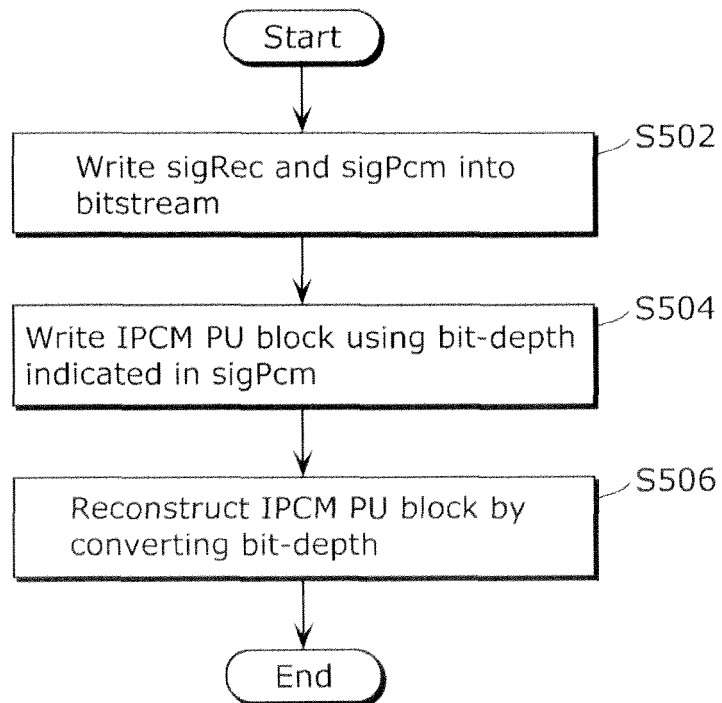 Start
S502
Write sigRec and sigPcm into
bitstream
S504
Write IPCM PU block using bit-depth
indicated in sigPcm
S506
Reconstruct IPCM PU block by
converting bit-depth
End